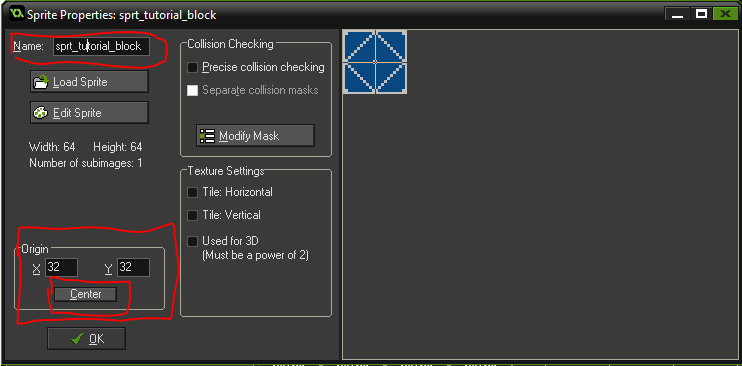 Sprite Properties: sprt_tutorial_block
Name: sprt_tutorial_block
Load Sprite
Edit Sprite
Width: 64 Height: 64
Number of subimages: 1
Origin
X 32 Y 32
Center
OK
Collision Checking
Precise collision checking
Separate collision masks
Modify Mask
Texture Settings
Tile: Horizontal
Tile: Vertical
Used for 3D
(Must be a power of 2)